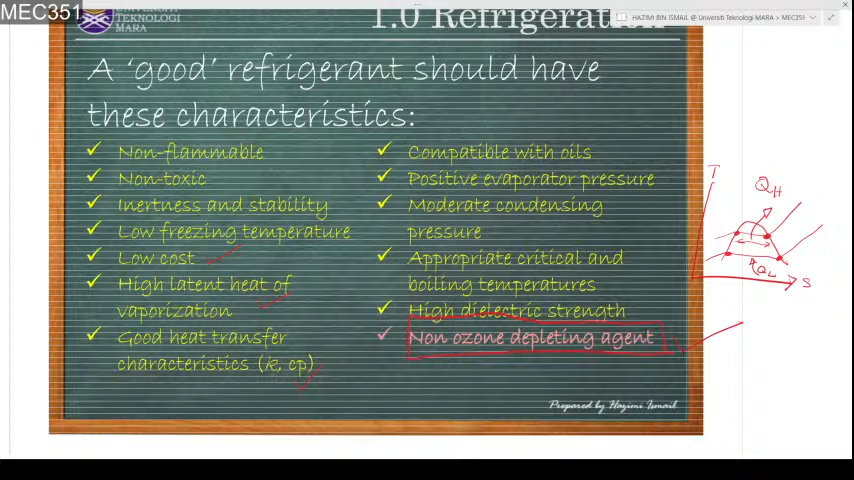 MEC351
UNIVERSITI
TEKNOLOGI
MARA
1.0 Refrigeration
HAZIMI BIN ISMAIL @ Universiti Teknologi MARA > MEC351
A 'good' refrigerant should have
these characteristics:
✓ Non-flammable
✓ Non-toxic
✓ Inertness and stability
✓ Low freezing temperature
✓ Low cost
✓ High latent heat of
vaporization
✓ Good heat transfer
characteristics (k, cp)
✓ Compatible with oils
✓ Positive evaporator pressure
✓ Moderate condensing
pressure
✓ Appropriate critical and
boiling temperatures
✓ High dielectric strength
✓ Non ozone depleting agent
Prepared by Hazimi Ismail
T
QH
QL
S